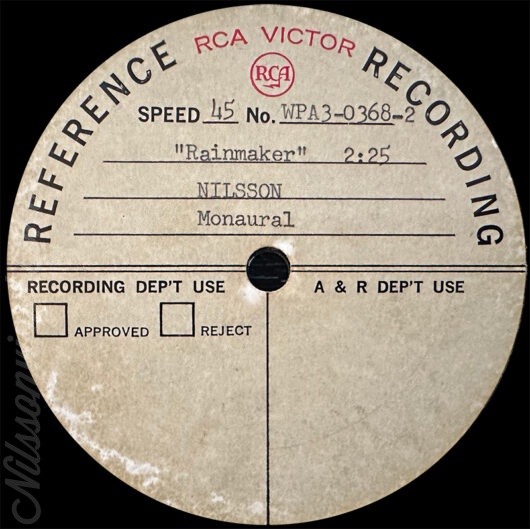 RCA VICTOR
REFERENCE RECORDING
RCA
SPEED 45 No. WPA3-0368-2
"Rainmaker" 2:25
NILSSON
Monaural
RECORDING DEP'T USE
A & R DEP'T USE
APPROVED REJECT